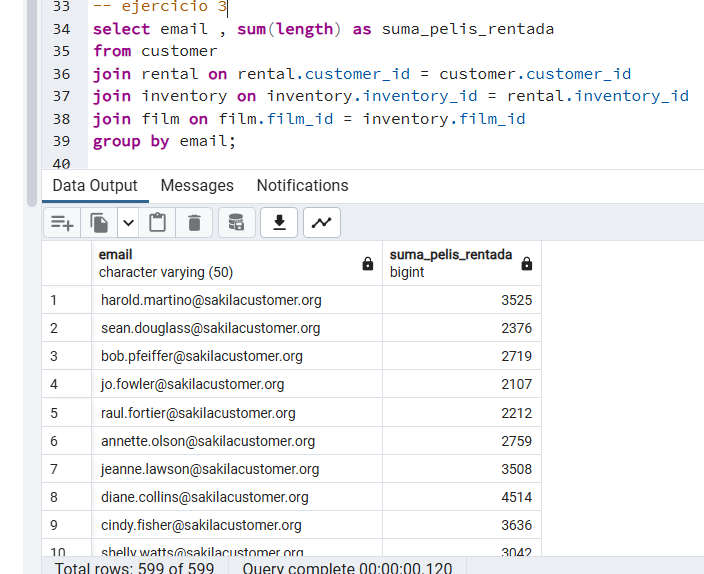 33 -- ejercicio 3
34 select email , sum(length) as suma_pelis_rentada
35 from customer
36 join rental on rental.customer_id = customer.customer_id
37 join inventory on inventory.inventory_id = rental.inventory_id
38 join film on film.film_id = inventory.film_id
39 group by email;
40
Data Output Messages Notifications
email suma_pelis_rentada
character varying (50) bigint
1 harold.martino@sakilacustomer.org 3525
2 sean.douglass@sakilacustomer.org 2376
3 bob.pfeiffer@sakilacustomer.org 2719
4 jo.fowler@sakilacustomer.org 2107
5 raul.fortier@sakilacustomer.org 2212
6 annette.olson@sakilacustomer.org 2759
7 jeanne.lawson@sakilacustomer.org 3508
8 diane.collins@sakilacustomer.org 4514
9 cindy.fisher@sakilacustomer.org 3636
10 shelly.watts@sakilacustomer.org 3042
Total rows: 599 of 599 Query complete 00:00:00.120